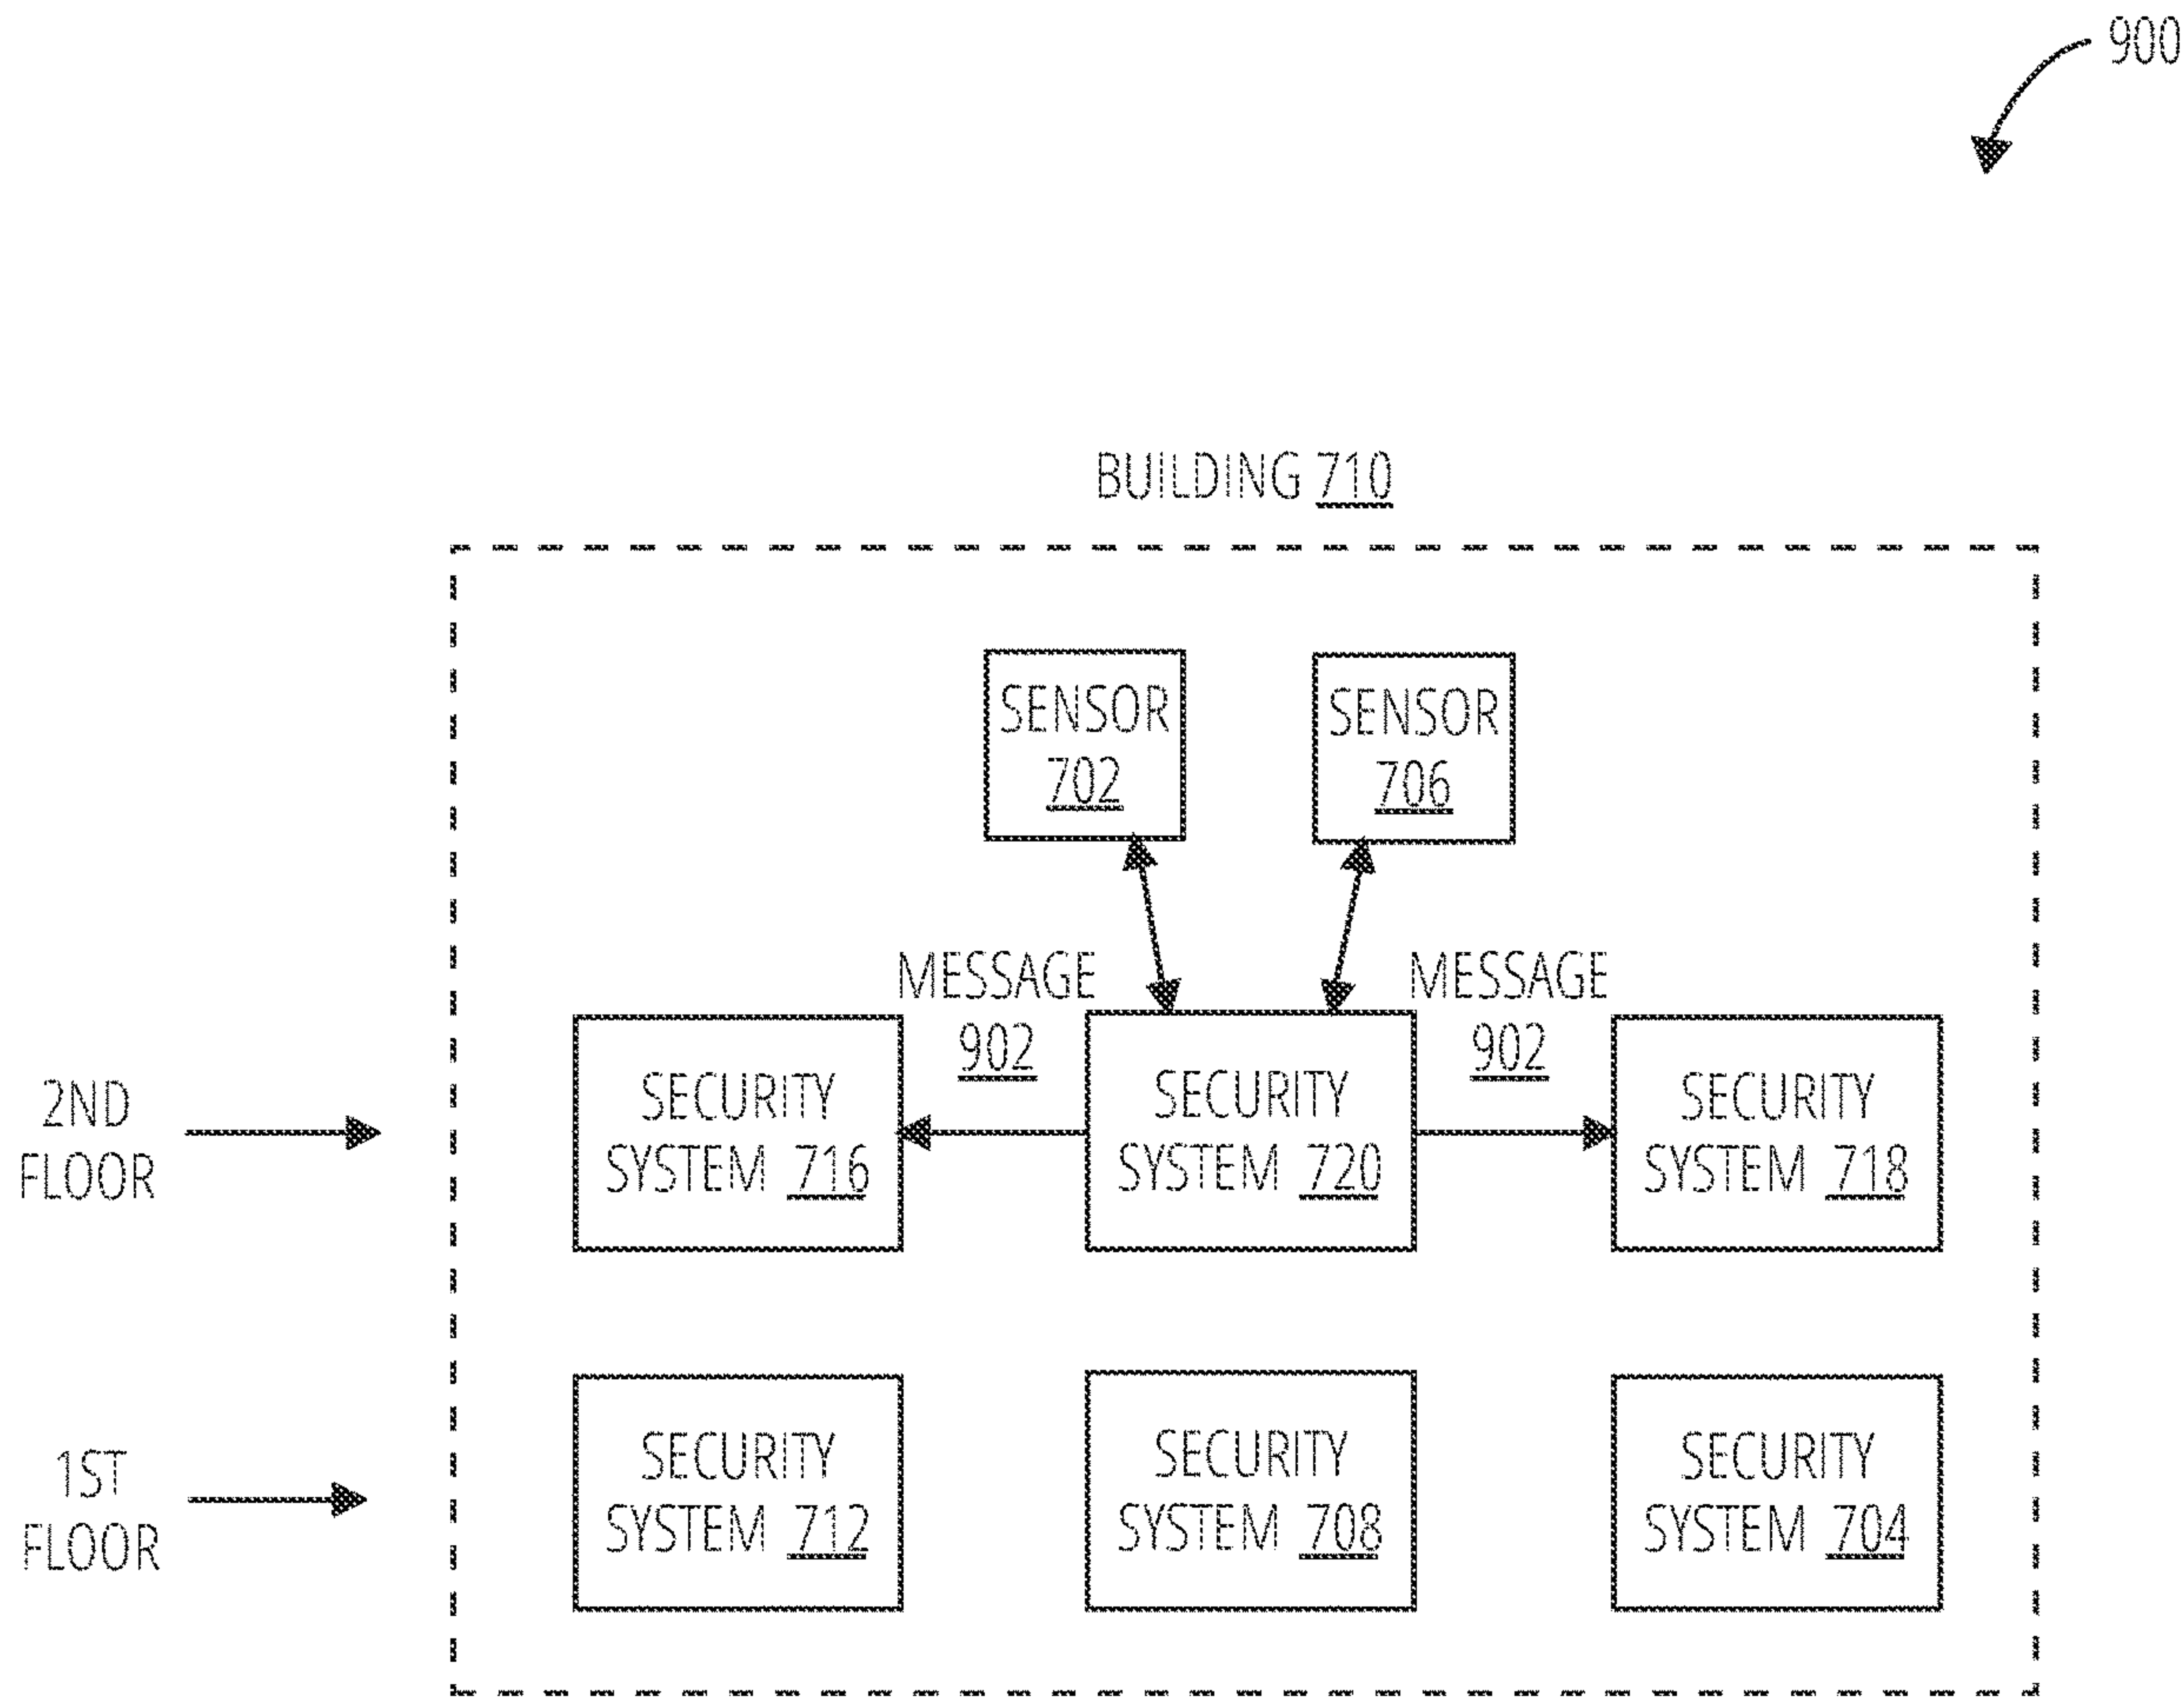 900
BUILDING 710
SENSOR
702
SENSOR
706
MESSAGE
902
MESSAGE
902
2ND
FLOOR
SECURITY
SYSTEM 716
SECURITY
SYSTEM 720
SECURITY
SYSTEM 718
1ST
FLOOR
SECURITY
SYSTEM 712
SECURITY
SYSTEM 708
SECURITY
SYSTEM 704